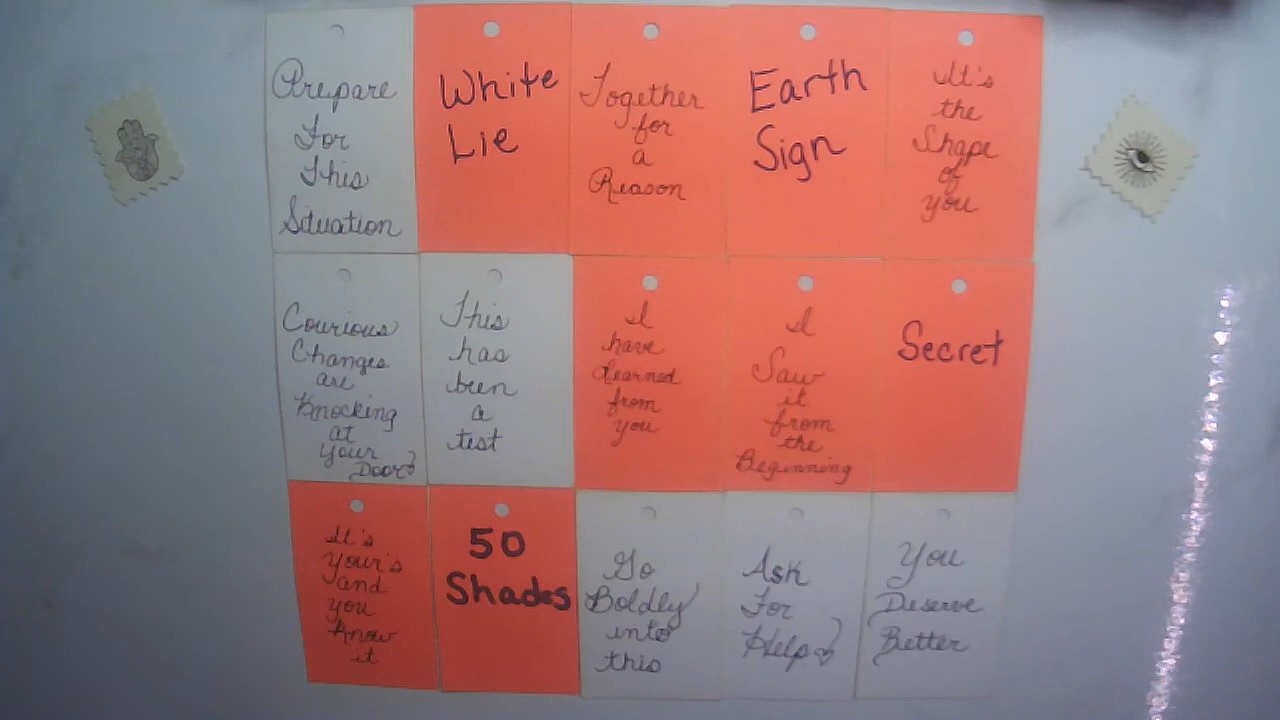 Prepare
For
This
Situation
White
Lie
Together
for
a
Reason
Earth
Sign
It's
the
Shape
of
you
Courious
Changes
are
Knocking
at
your
Door
This
has
been
a
test
I
have
Learned
from
you
I
Saw
it
from
the
Beginning
Secret
It's
Your's
and
you
Know
it
50
Shades
Go
Boldly
into
this
Ask
For
Help
You
Deserve
Better